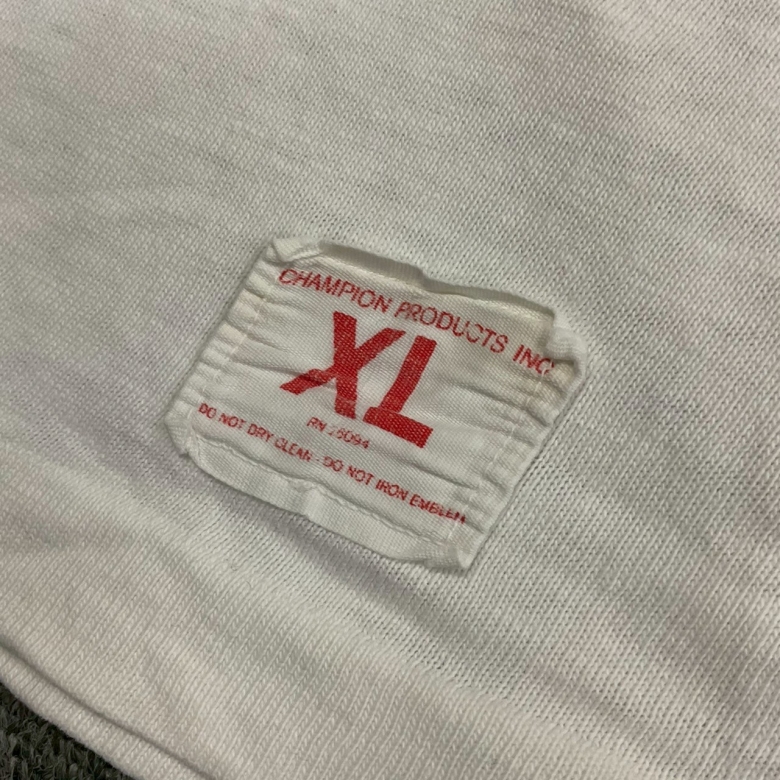 CHAMPION PRODUCTS INC.
XL
RN 26094
DO NOT DRY CLEAN - DO NOT IRON EMBLEM